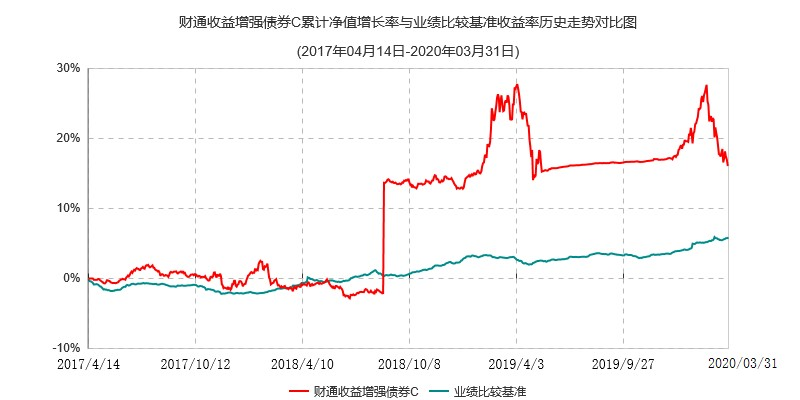 财通收益增强债券C累计净值增长率与业绩比较基准收益率历史走势对比图
(2017年04月14日-2020年03月31日)
30%
20%
10%
0%
-10%
2017/4/14 2017/10/12 2018/4/10 2018/10/8 2019/4/3 2019/9/27 2020/03/31
财通收益增强债券C 业绩比较基准